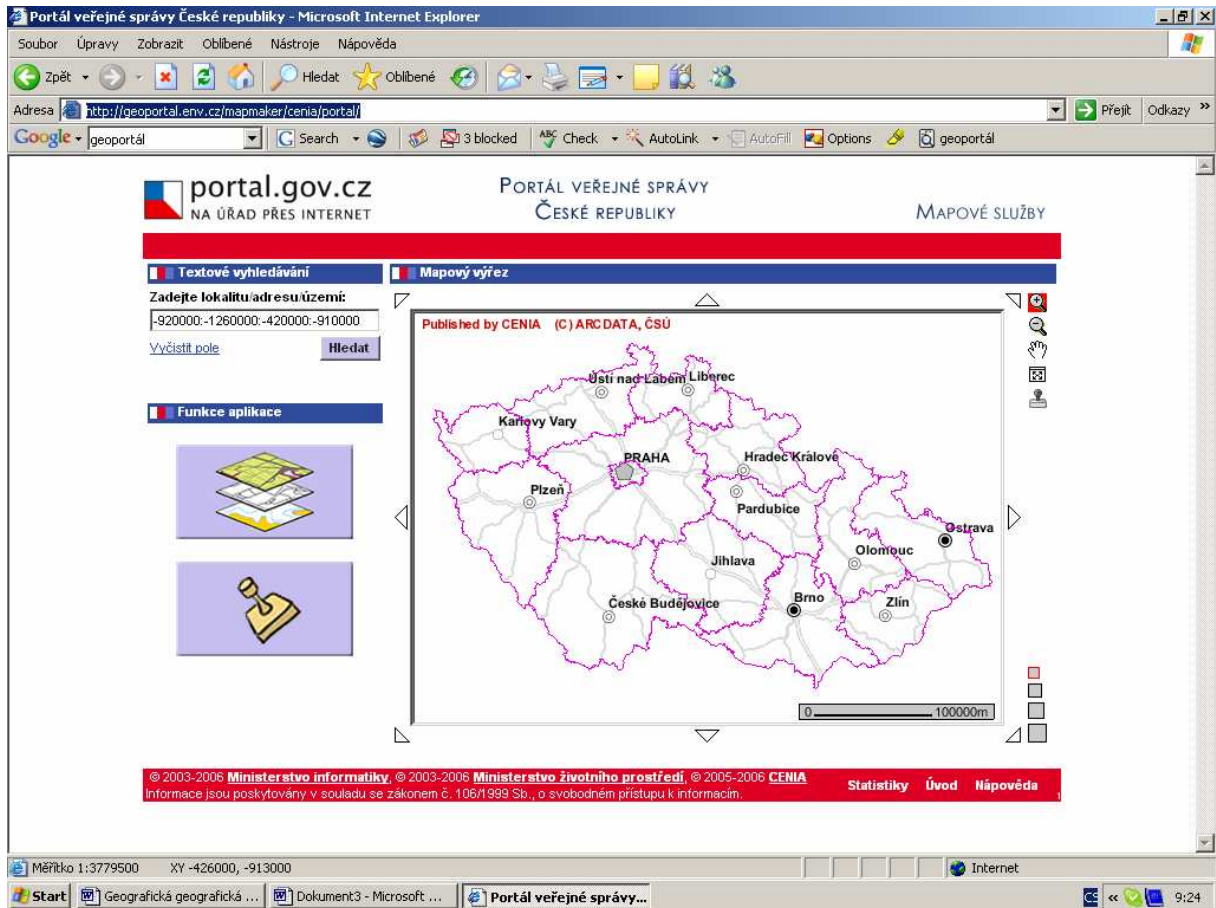 Portál veřejné správy České republiky - Microsoft Internet Explorer
Soubor Úpravy Zobrazit Oblíbené Nástroje Nápověda
Zpět Hledat Oblíbené
Adresa http://geoportal.env.cz/mapmaker/cenia/portal/ Přejít Odkazy »
Google geoportál Search 3 blocked ABC Check AutoLink AutoFill Options geoportál
portal.gov.cz
NA ÚŘAD PŘES INTERNET
PORTÁL VEŘEJNÉ SPRÁVY
ČESKÉ REPUBLIKY
MAPOVÉ SLUŽBY
Textové vyhledávání
Mapový výřez
Zadejte lokalitu/adresu/území:
-920000:-1260000:-420000:-910000
Vyčistit pole Hledat
Funkce aplikace
Published by CENIA (C) ARCDATA, ČSÚ
Ústí nad Labem Liberec
Karlovy Vary
PRAHA
Hradec Králové
Plzeň
Pardubice
Ostrava
Olomouc
Jihlava
České Budějovice
Brno
Zlín
0 100000m
© 2003-2006 Ministerstvo informatiky, © 2003-2006 Ministerstvo životního prostředí, © 2005-2006 CENIA
Informace jsou poskytovány v souladu se zákonem č. 106/1999 Sb., o svobodném přístupu k informacím.
Statistiky Úvod Nápověda
Měřítko 1:3779500 XY -426000, -913000 Internet
Start Geografická geografická ... Dokument3 - Microsoft ... Portál veřejné správy... CS « 9:24